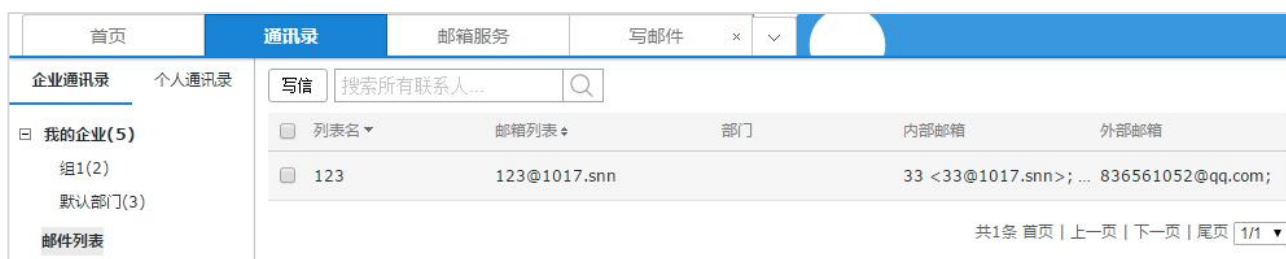 首页 通讯录 邮箱服务 写邮件 ×
企业通讯录 个人通讯录 写信 搜索所有联系人...
我的企业(5) 列表名 邮箱列表 部门 内部邮箱 外部邮箱
组1(2) 123 123@1017.snn 33 <33@1017.snn>; ... 836561052@qq.com;
默认部门(3)
邮件列表 共1条 首页 | 上一页 | 下一页 | 尾页 1/1